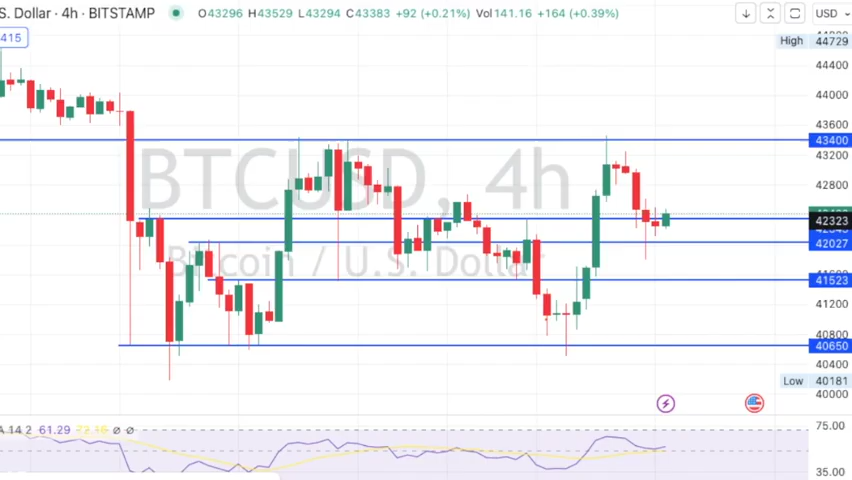 S. Dollar · 4h · BITSTAMP O43296 H43529 L43294 C43383 +92 (+0.21%) Vol141.16 +164 (+0.39%) USD
415
High 44729
44400
44000
43600
43400
43200
42800
42323
42027
41523
41200
40800
40650
40400
Low 40181
40000
BTCUSD, 4h
Bitcoin / U.S. Dollar
A 14 2 61.29 ∅ ∅
75.00
35.00